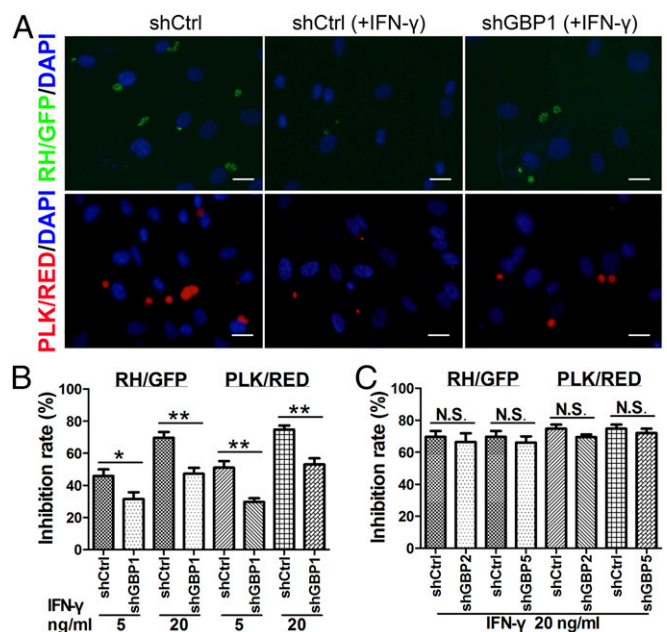 A
shCtrl
shCtrl (+IFN-γ)
shGBP1 (+IFN-γ)
RH/GFP/DAPI
PLK/RED/DAPI
B
RH/GFP
PLK/RED
Inhibition rate (%)
100
80
60
40
20
0
*
**
**
**
shCtrl
shGBP1
shCtrl
shGBP1
shCtrl
shGBP1
shCtrl
shGBP1
IFN-γ
ng/ml
5
20
5
20
C
RH/GFP
PLK/RED
Inhibition rate (%)
100
80
60
40
20
0
N.S.
N.S.
N.S.
N.S.
shCtrl
shGBP2
shCtrl
shGBP5
shCtrl
shGBP2
shCtrl
shGBP5
IFN-γ 20 ng/ml